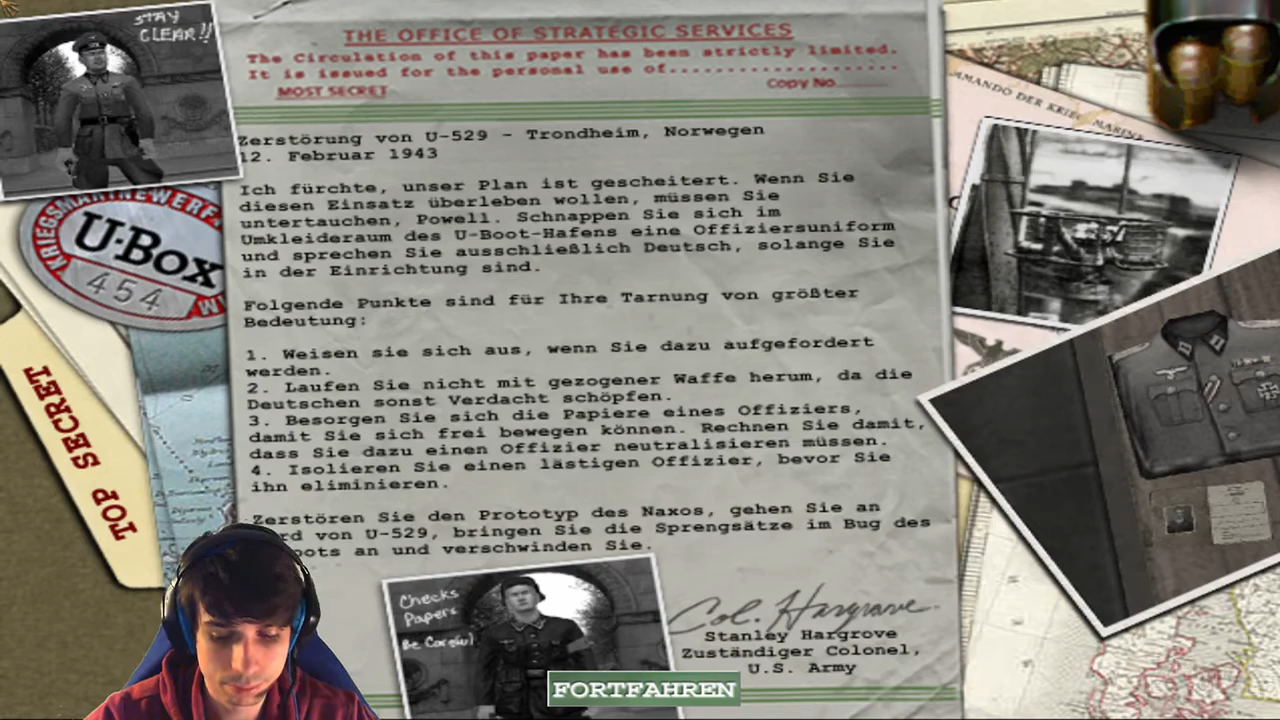 STAY
CLEAR!!
THE OFFICE OF STRATEGIC SERVICES
The Circulation of this paper has been strictly limited.
It is issued for the personal use of....................
MOST SECRET
Copy No.........
Zerstörung von U-529 - Trondheim, Norwegen
12. Februar 1943
Ich fürchte, unser Plan ist gescheitert. Wenn Sie
diesen Einsatz überleben wollen, müssen Sie
untertauchen, Powell. Schnappen Sie sich im
Umkleideraum des U-Boot-Hafens eine Offiziersuniform
und sprechen Sie ausschließlich Deutsch, solange Sie
in der Einrichtung sind.
Folgende Punkte sind für Ihre Tarnung von größter
Bedeutung:
1. Weisen sie sich aus, wenn Sie dazu aufgefordert
werden.
2. Laufen Sie nicht mit gezogener Waffe herum, da die
Deutschen sonst Verdacht schöpfen.
3. Besorgen Sie sich die Papiere eines Offiziers,
damit Sie sich frei bewegen können. Rechnen Sie damit,
dass Sie dazu einen Offizier neutralisieren müssen.
4. Isolieren Sie einen lästigen Offizier, bevor Sie
ihn eliminieren.
Zerstören Sie den Prototyp des Naxos, gehen Sie an
rd von U-529, bringen Sie die Sprengsätze im Bug des
oots an und verschwinden Sie.
Col. Hargrove
Stanley Hargrove
Zuständiger Colonel,
U.S. Army
Checks
Papers
Be Careful
FORTFAHREN
KRIEGSMARINEWERFT
U-Box
454
TOP SECRET
MANDO DER KRIEGSMARINE